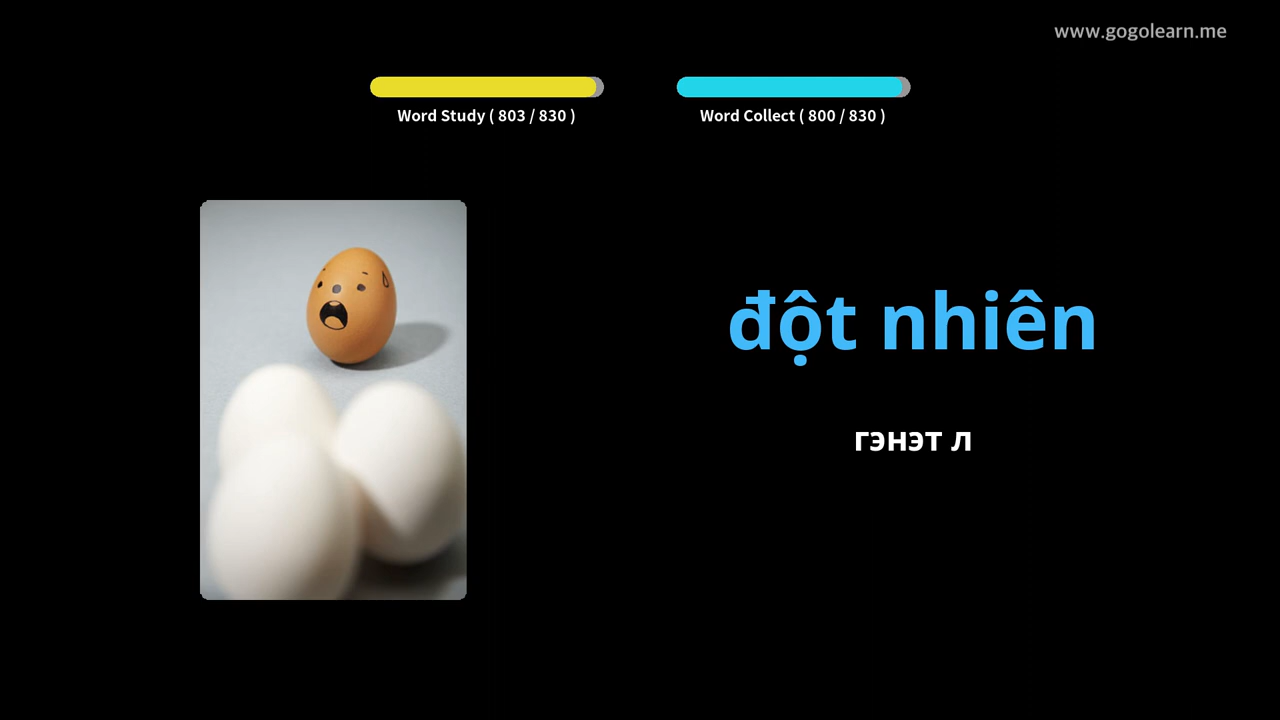 www.gogolearn.me
Word Study ( 803 / 830 )
Word Collect ( 800 / 830 )
đột nhiên
гэнэт л